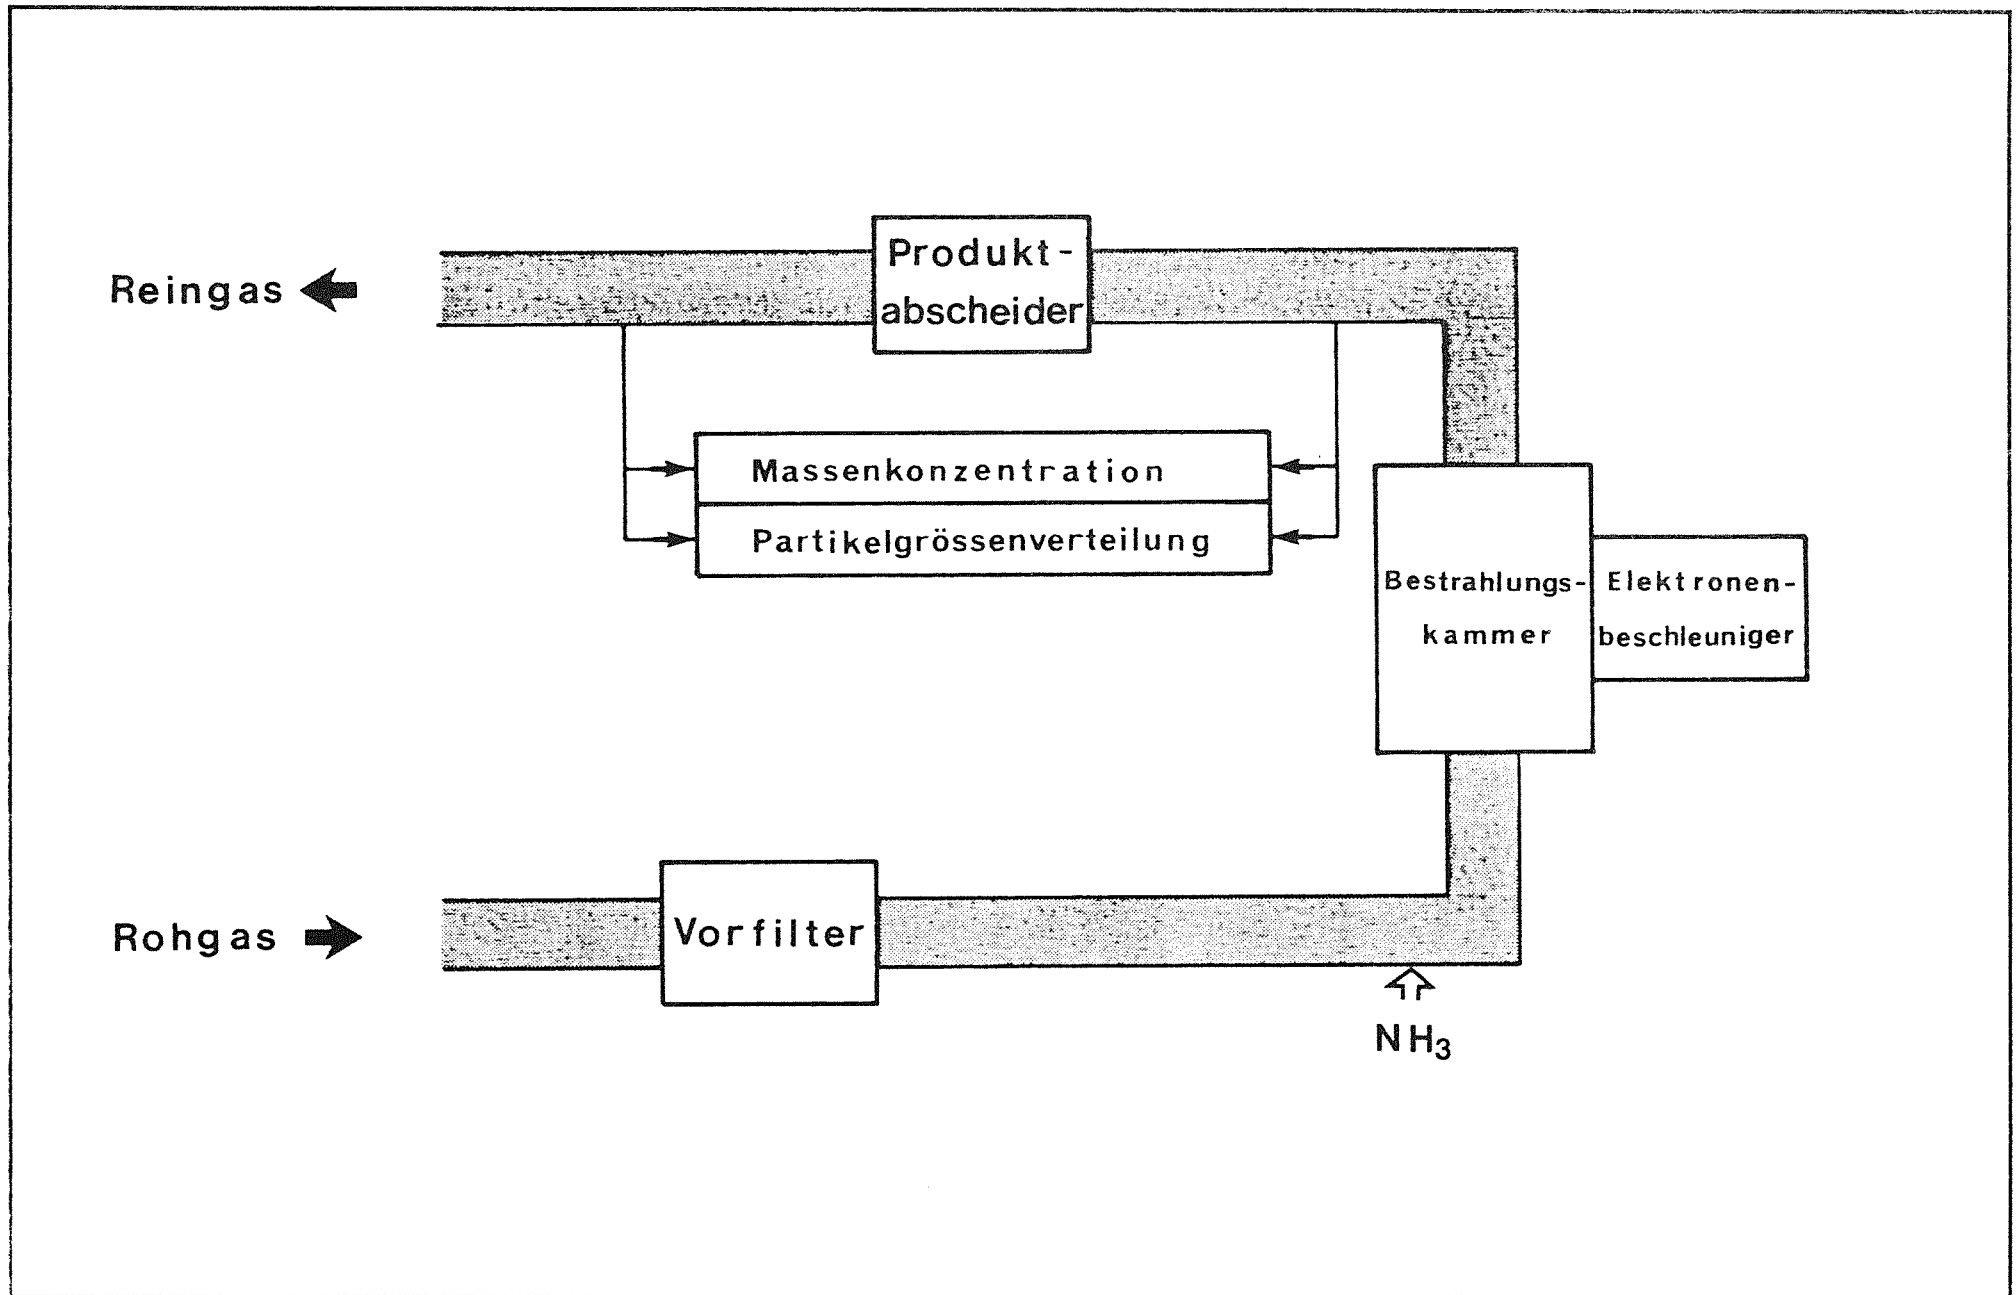 Produkt-
abscheider
Reingas
Massenkonzentration
Partikelgrössenverteilung
Bestrahlungs-
kammer
Elektronen-
beschleuniger
Rohgas
Vorfilter
NH₃